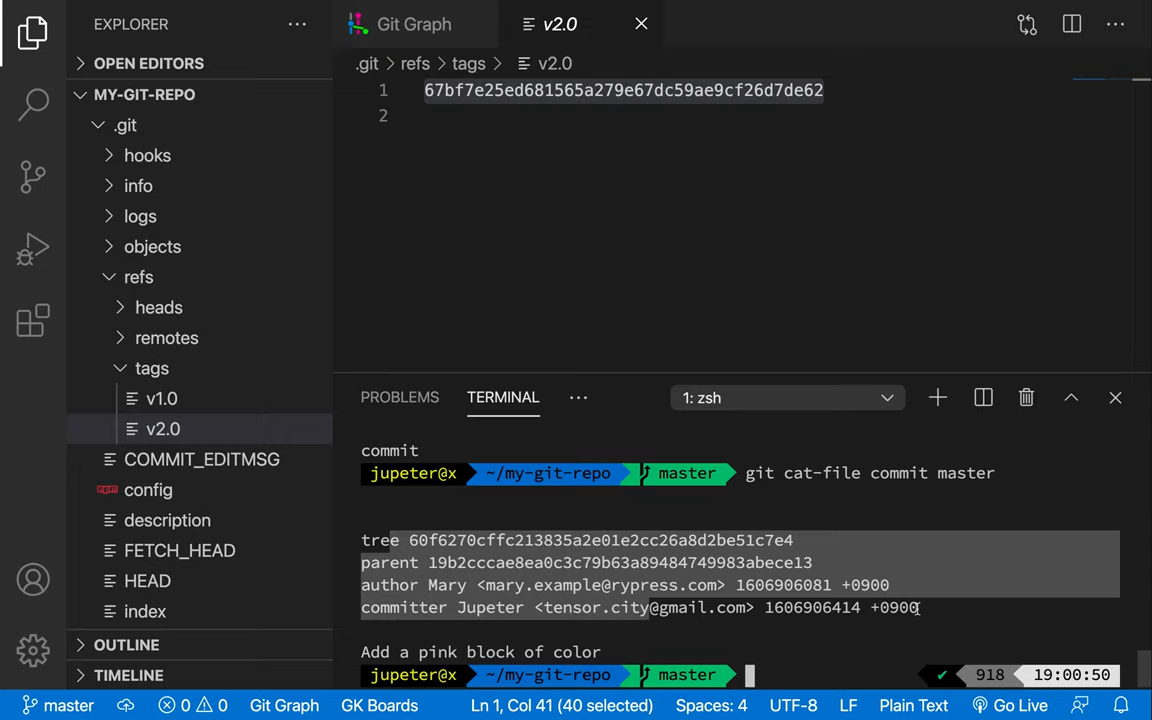 EXPLORER
Git Graph
v2.0
OPEN EDITORS
MY-GIT-REPO
.git
hooks
info
logs
objects
refs
heads
remotes
tags
v1.0
v2.0
COMMIT_EDITMSG
config
description
FETCH_HEAD
HEAD
index
OUTLINE
TIMELINE
.git > refs > tags > v2.0
1 67bf7e25ed681565a279e67dc59ae9cf26d7de62
2
PROBLEMS TERMINAL 1: zsh
commit
jupeter@x ~/my-git-repo master git cat-file commit master
tree 60f6270cffc213835a2e01e2cc26a8d2be51c7e4
parent 19b2cccae8ea0c3c79b63a89484749983abece13
author Mary <mary.example@rypress.com> 1606906081 +0900
committer Jupeter <tensor.city@gmail.com> 1606906414 +0900
Add a pink block of color
jupeter@x ~/my-git-repo master ✔ 918 19:00:50
master 0 0 Git Graph GK Boards Ln 1, Col 41 (40 selected) Spaces: 4 UTF-8 LF Plain Text Go Live